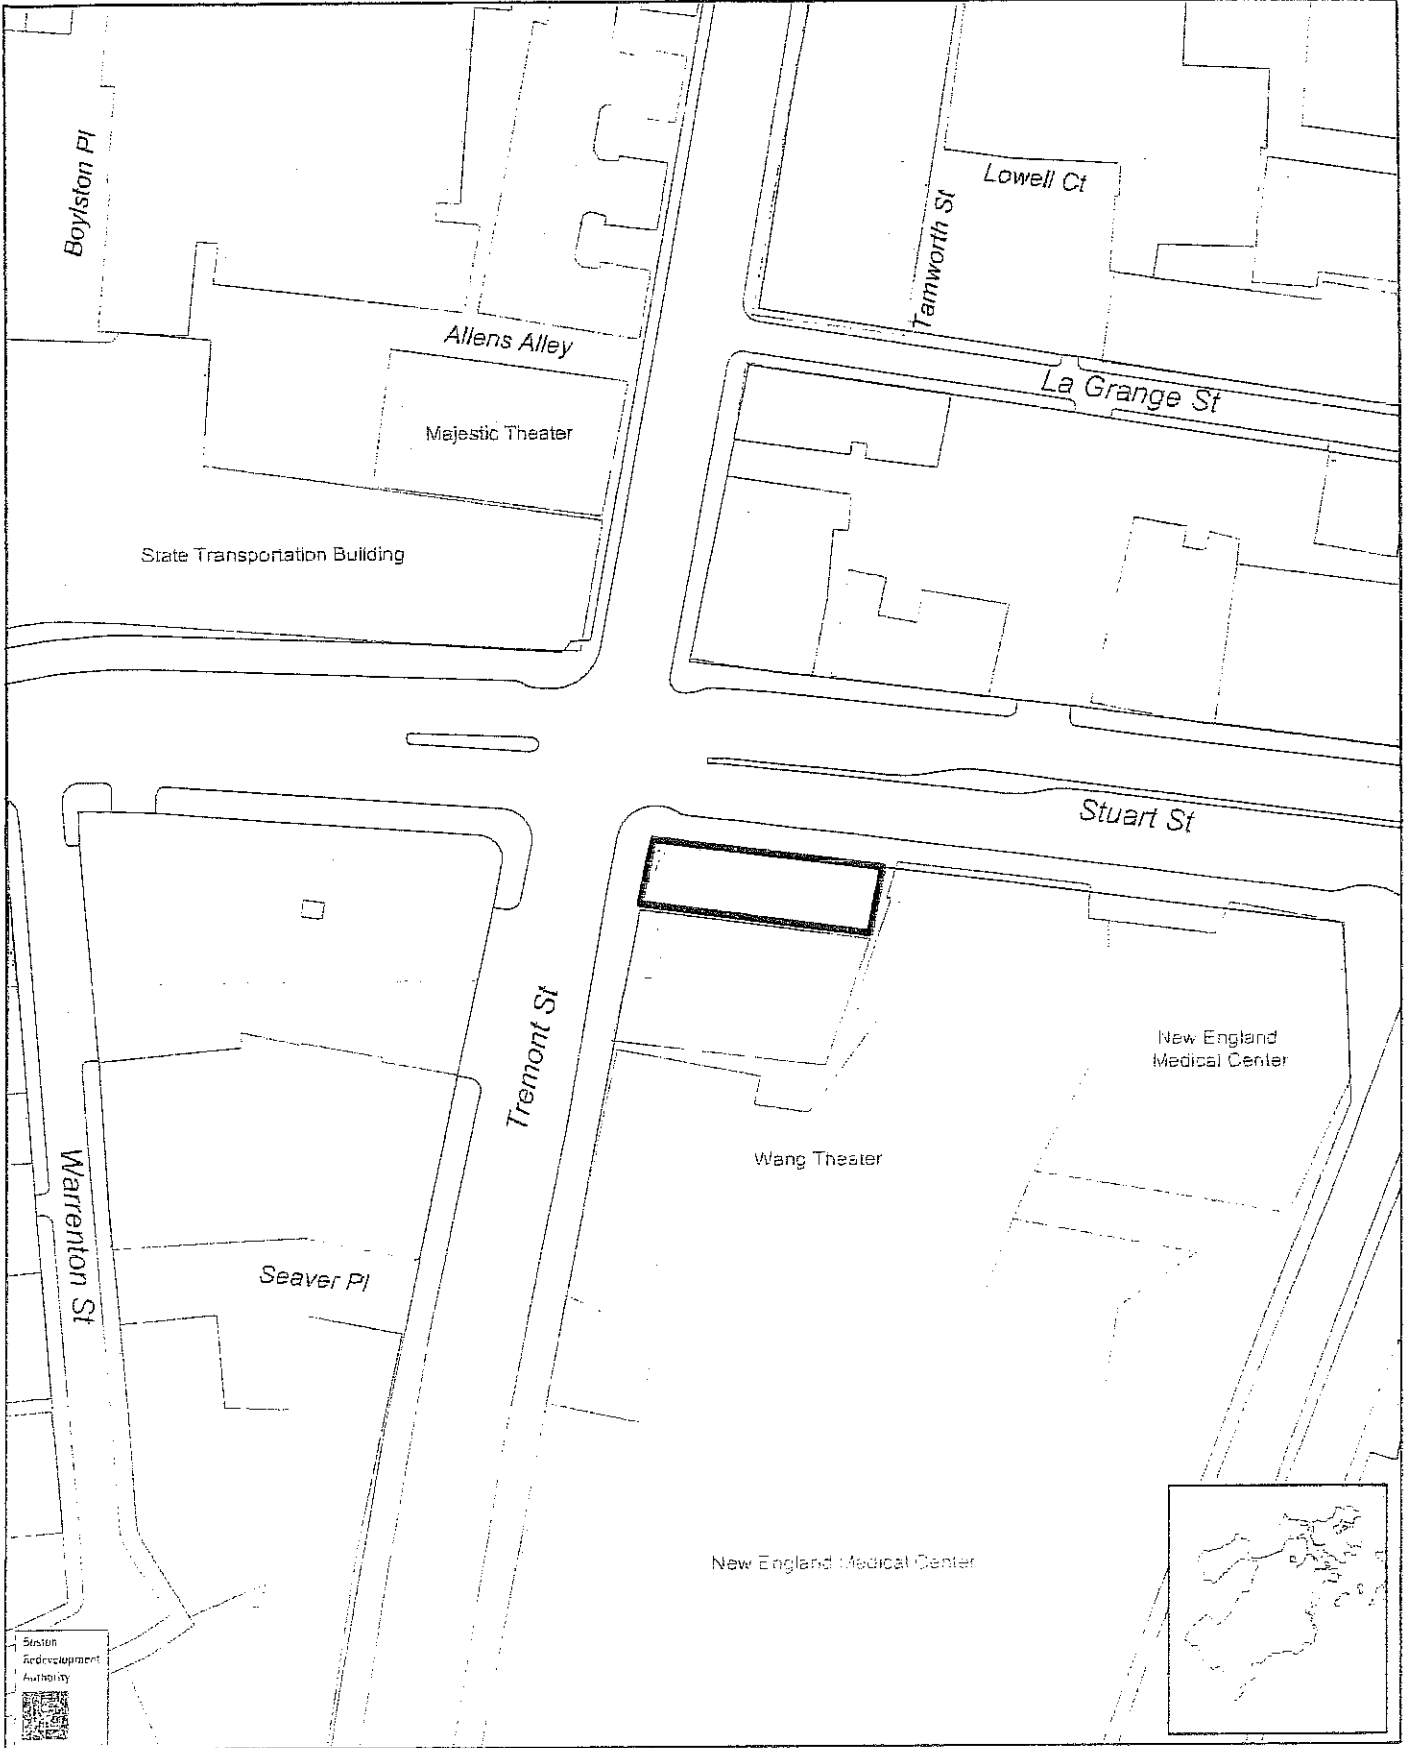 Boylston Pl
Lowell Ct
Tamworth St
Allens Alley
La Grange St
Majestic Theater
State Transportation Building
Stuart St
Tremont St
New England
Medical Center
Wang Theater
Warrenton St
Seaver Pl
New England Medical Center
Boston
Redevelopment
Authority